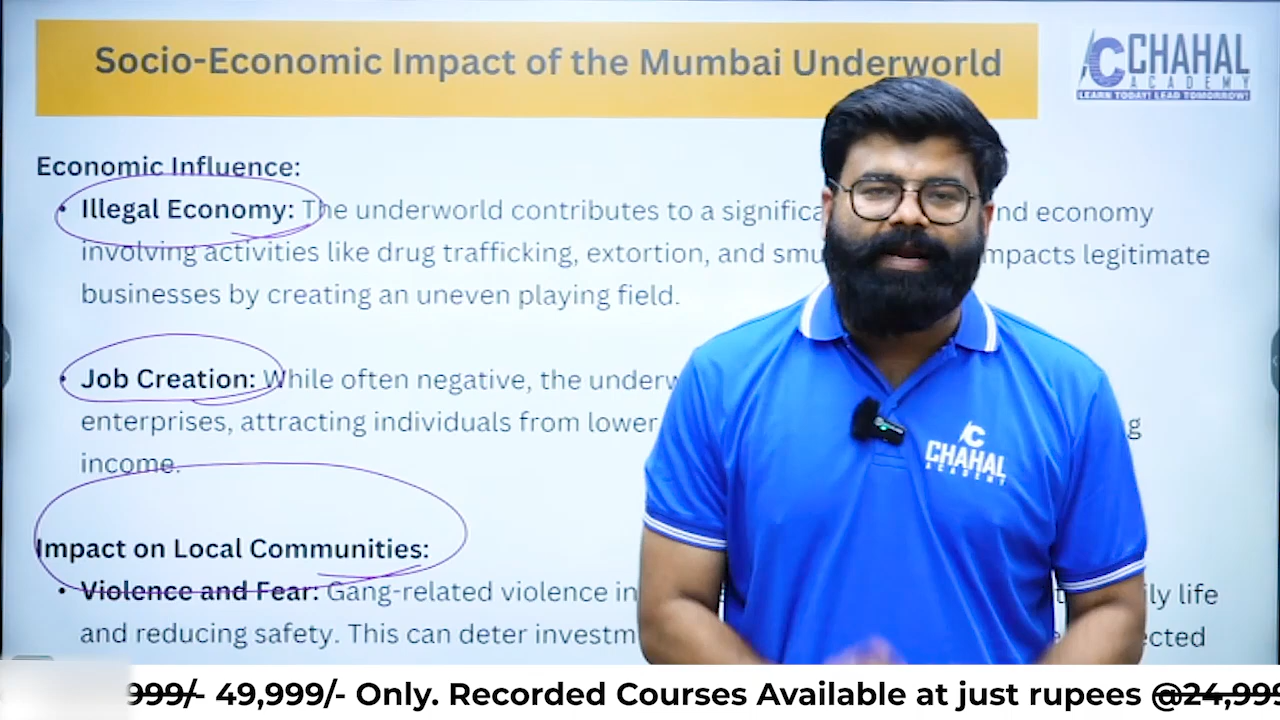 Socio-Economic Impact of the Mumbai Underworld
CHAHAL
ACADEMY
LEARN TODAY! LEAD TOMORROW!
Economic Influence:
• Illegal Economy: The underworld contributes to a significa nd economy
involving activities like drug trafficking, extortion, and smu mpacts legitimate
businesses by creating an uneven playing field.
• Job Creation: While often negative, the underw
enterprises, attracting individuals from lower g
income.
Impact on Local Communities:
• Violence and Fear: Gang-related violence in ily life
and reducing safety. This can deter investm ected
CHAHAL
ACADEMY
999/- 49,999/- Only. Recorded Courses Available at just rupees @24,999